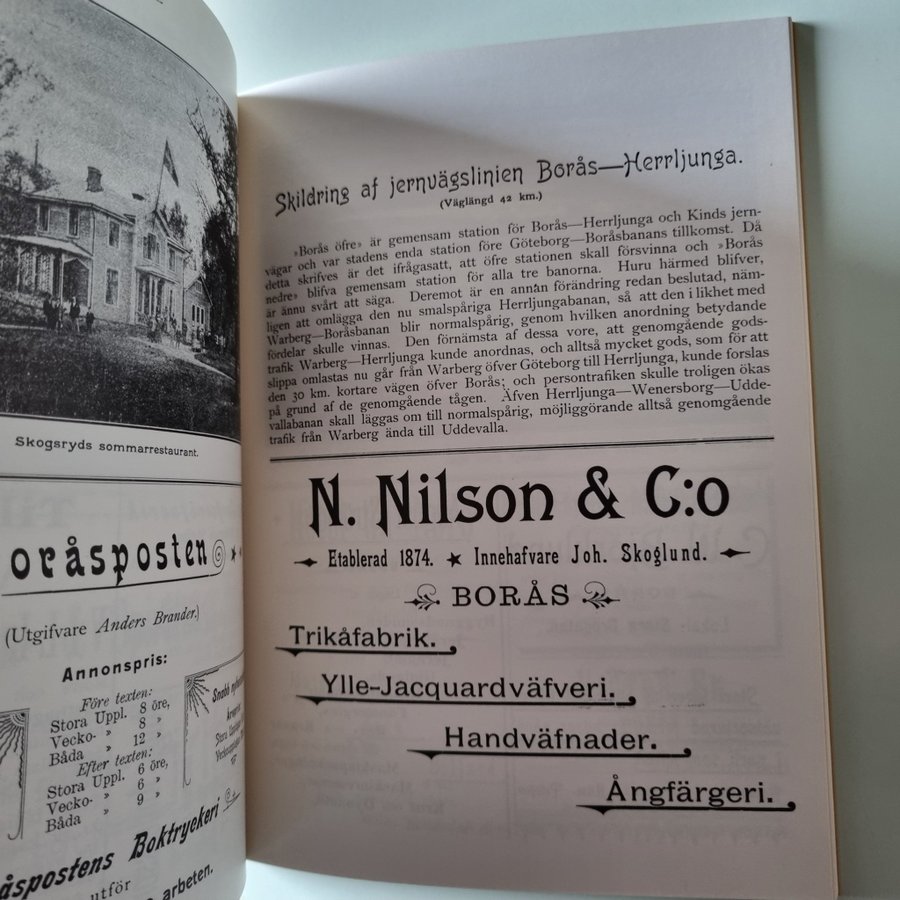 Skogsryds sommarrestaurant.
oråsposten
(Utgifvare Anders Brander.)
Annonspris:
Före texten:
Stora Uppl. 8 öre,
Vecko- » 8 »
Båda » 12 »
Efter texten:
Stora Uppl. 6 öre,
Vecko- » 6 »
Båda » 9 »
Snabb
åspostens Boktryckeri
utför
arbeten.
Skildring af jernvägslinien Borås—Herrljunga.
(Väglängd 42 km.)
»Borås öfre» är gemensam station för Borås—Herrljunga och Kinds jern-
vägar och var stadens enda station före Göteborg—Boråsbanans tillkomst. Då
detta skrifves är det ifrågasatt, att öfre stationen skall försvinna och »Borås
nedre» blifva gemensam station för alla tre banorna. Huru härmed blifver,
är ännu svårt att säga. Deremot är en annan förändring redan beslutad, näm-
ligen att omlägga den nu smalspåriga Herrljungabanan, så att den i likhet med
Warberg—Boråsbanan blir normalspårig, genom hvilken anordning betydande
fördelar skulle vinnas. Den förnämsta af dessa vore, att genomgående gods-
trafik Warberg—Herrljunga kunde anordnas, och alltså mycket gods, som för att
slippa omlastas nu går från Warberg öfver Göteborg till Herrljunga, kunde forslas
den 30 km. kortare vägen öfver Borås; och persontrafiken skulle troligen ökas
på grund af de genomgående tågen. Äfven Herrljunga—Wenersborg—Udde-
vallabanan skall läggas om till normalspårig, möjliggörande alltså genomgående
trafik från Warberg ända till Uddevalla.
N. Nilson & C:o
Etablerad 1874. ★ Innehafvare Joh. Skoglund.
BORÅS
Trikåfabrik.
Ylle-Jacquardväfveri.
Handväfnader.
Ångfärgeri.